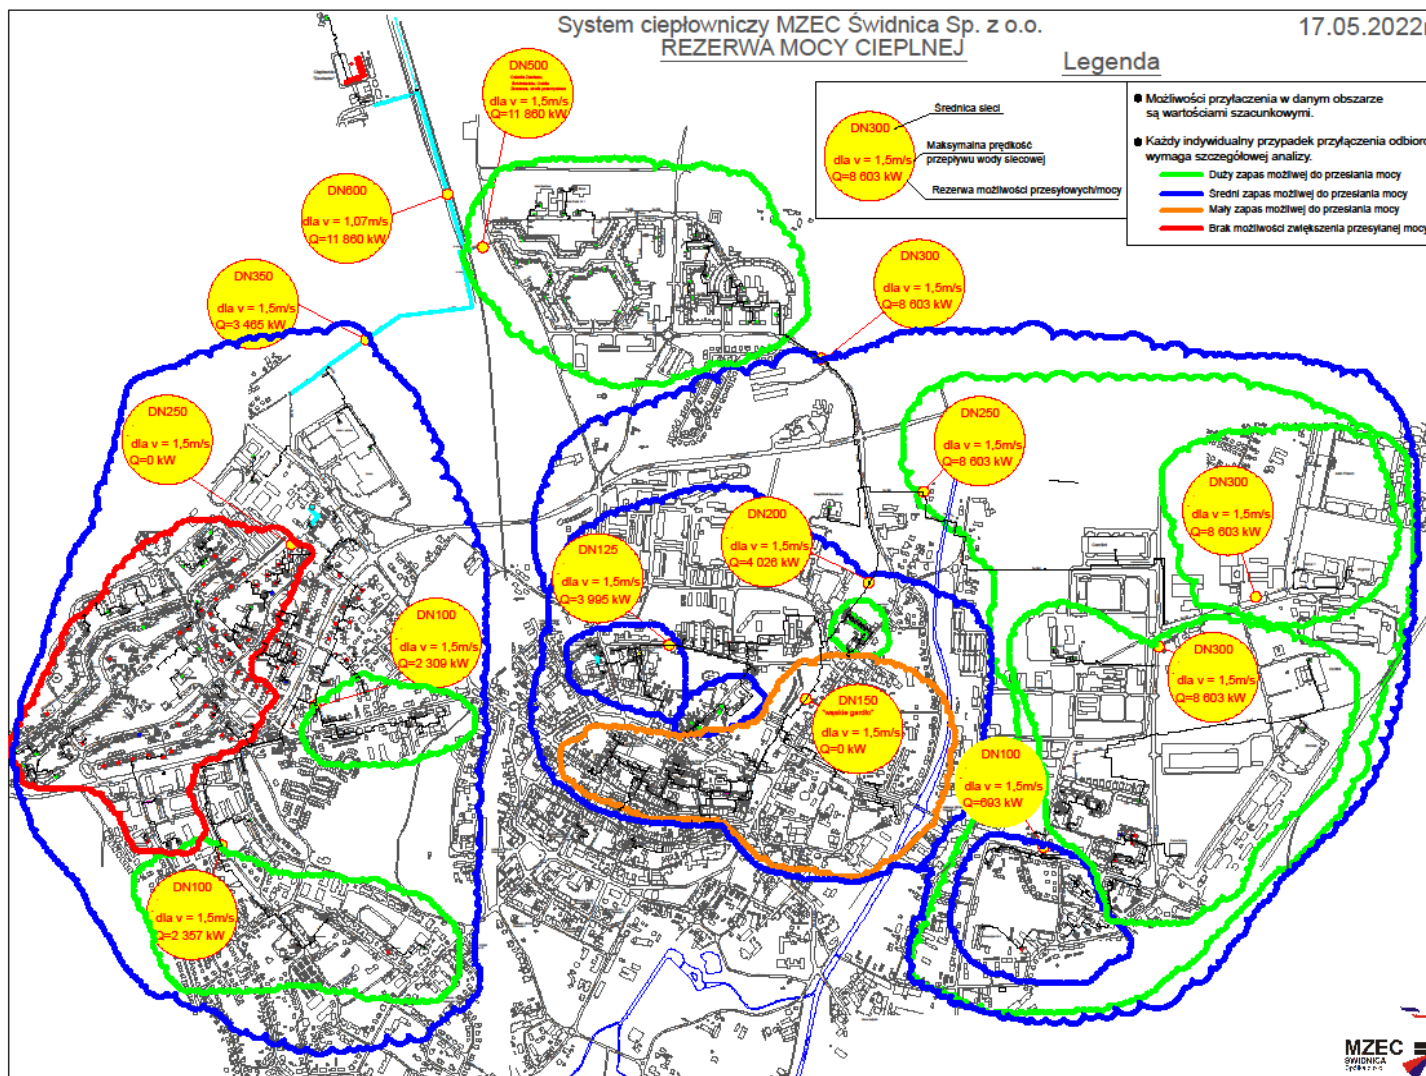 System ciepłowniczy MZEC Świdnica Sp. z o.o.
REZERWA MOCY CIEPLNEJ
17.05.2022r
Legenda
DN300
dla v = 1,5m/s
Q=8 603 kW
Średnica sieci
Maksymalna prędkość
przepływu wody sieciowej
Rezerwa możliwości przesyłowych/mocy
Możliwości przyłaczenia w danym obszarze
są wartościami szacunkowymi.
Każdy indywidualny przypadek przyłączenia odbiorc
wymaga szczegółowej analizy.
Duży zapas możliwej do przesłania mocy
Średni zapas możliwej do przesłania mocy
Mały zapas możliwej do przesłania mocy
Brak możliwości zwiększenia przesyłanej mocy
DN500
dla v = 1,5m/s
Q=11 860 kW
DN600
dla v = 1,07m/s
Q=11 860 kW
DN350
dla v = 1,5m/s
Q=3 465 kW
DN300
dla v = 1,5m/s
Q=8 603 kW
DN250
dla v = 1,5m/s
Q=0 kW
DN250
dla v = 1,5m/s
Q=8 603 kW
DN300
dla v = 1,5m/s
Q=8 603 kW
DN200
dla v = 1,5m/s
Q=4 026 kW
DN125
dla v = 1,5m/s
Q=3 995 kW
DN100
dla v = 1,5m/s
Q=2 309 kW
DN300
dla v = 1,5m/s
Q=8 603 kW
DN150
"wąskie gardło"
dla v = 1,5m/s
Q=0 kW
DN100
dla v = 1,5m/s
Q=693 kW
DN100
dla v = 1,5m/s
Q=2 357 kW
MZEC
ŚWIDNICA